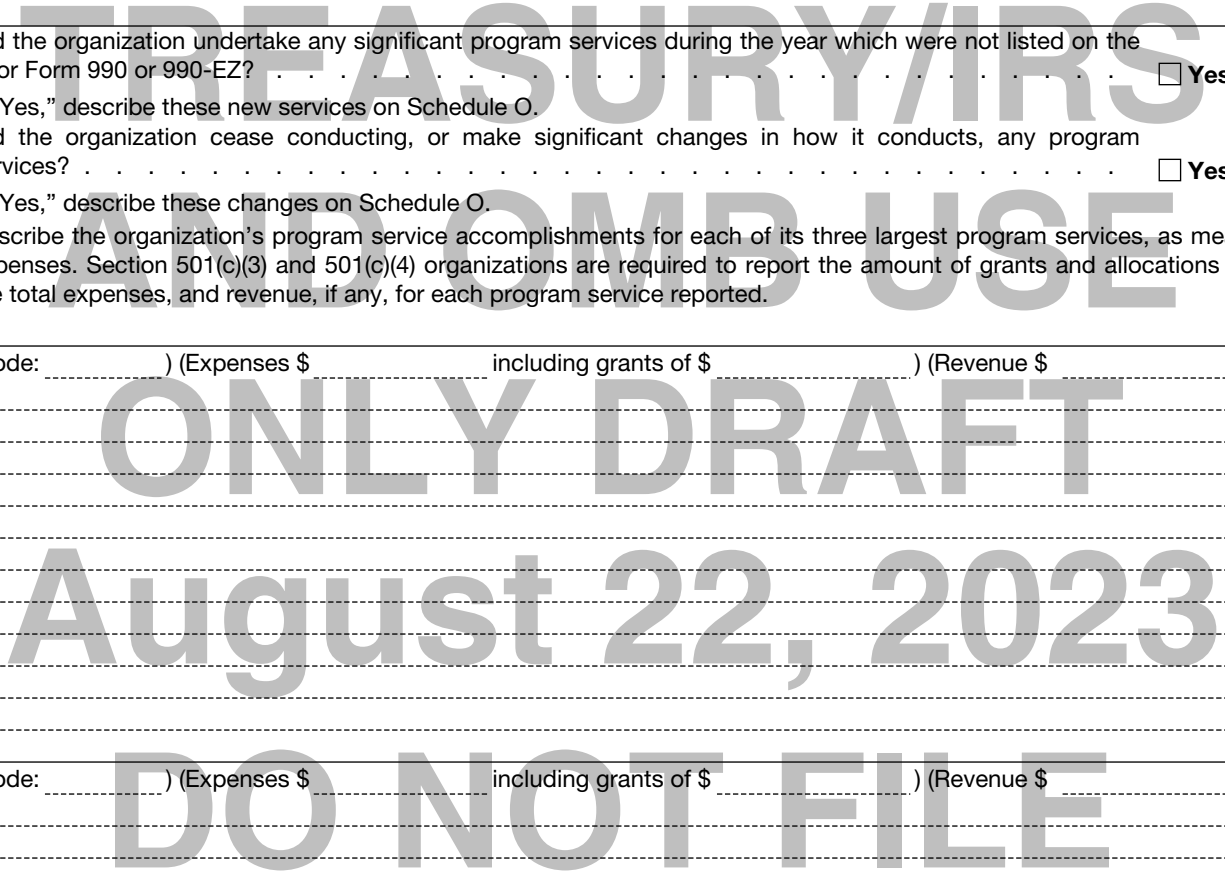 TREASURY/IRS
d the organization undertake any significant program services during the year which were not listed on the
or Form 990 or 990-EZ? . . . . . . . . . . . . . . . . . . . . . . . . . . . Yes
Yes,” describe these new services on Schedule O.
d the organization cease conducting, or make significant changes in how it conducts, any program
rvices? . . . . . . . . . . . . . . . . . . . . . . . . . . . . . . . . . Yes
Yes,” describe these changes on Schedule O.
AND OMB USE
scribe the organization’s program service accomplishments for each of its three largest program services, as me
penses. Section 501(c)(3) and 501(c)(4) organizations are required to report the amount of grants and allocations
e total expenses, and revenue, if any, for each program service reported.
ode: ) (Expenses $ including grants of $ ) (Revenue $
ONLY DRAFT
August 22, 2023
ode: ) (Expenses $ including grants of $ ) (Revenue $
DO NOT FILE